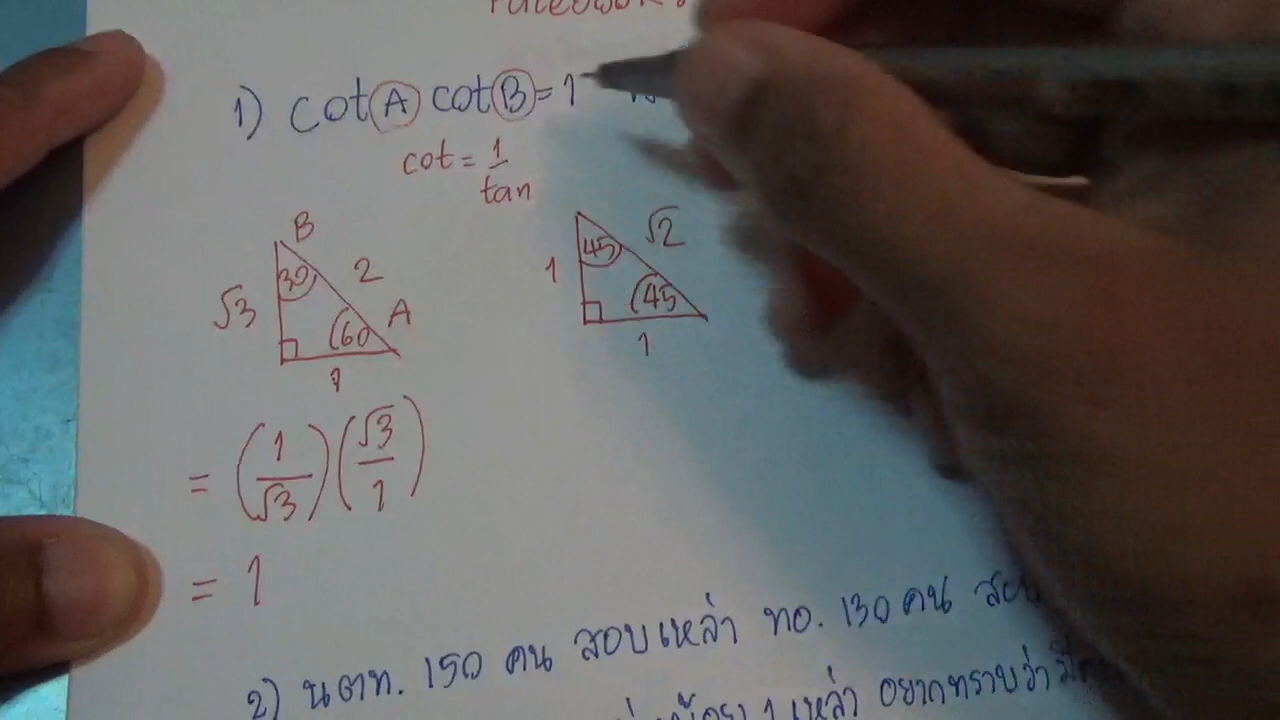 1) cot A cot B = 1
cot = 1/tan
B
30
2
√3
60
A
1
45
√2
1
45
1
= (1/√3)(√3/1)
= 1
2) นตท. 150 คน สอบเหล่า ทอ. 130 คน
1 เหล่า อยากทราบว่า